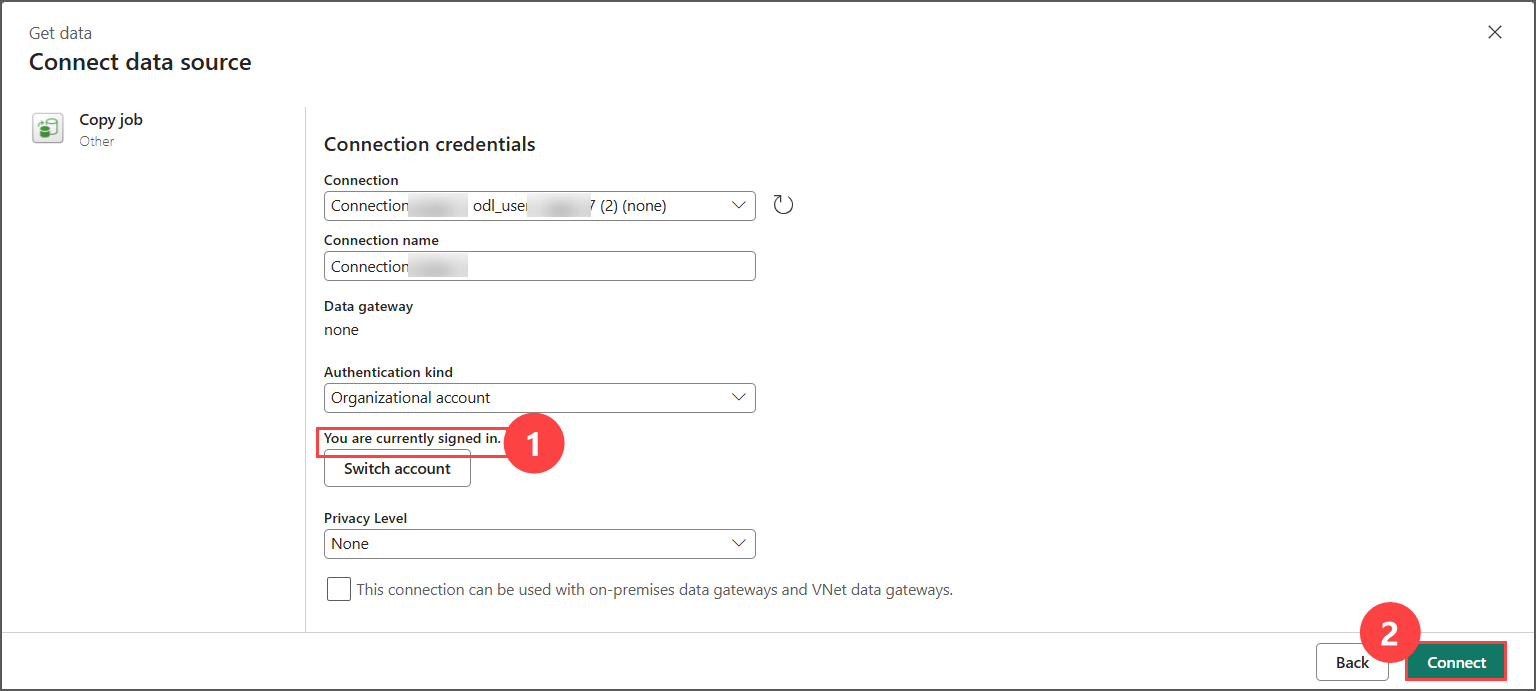 Get data
Connect data source
Copy job
Other
Connection credentials
Connection
Connection odl_user 7 (2) (none)
Connection name
Connection
Data gateway
none
Authentication kind
Organizational account
You are currently signed in.
1
Switch account
Privacy Level
None
This connection can be used with on-premises data gateways and VNet data gateways.
2
Back
Connect